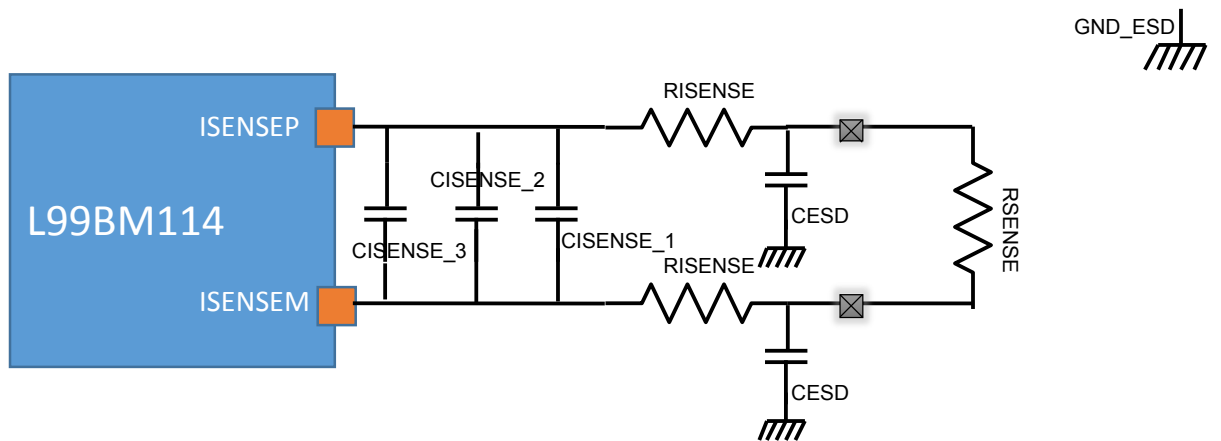 GND_ESD
ISENSEP
RISENSE
CISENSE_2
L99BM114
CESD
RSENSE
CISENSE_3
CISENSE_1
RISENSE
ISENSEM
CESD